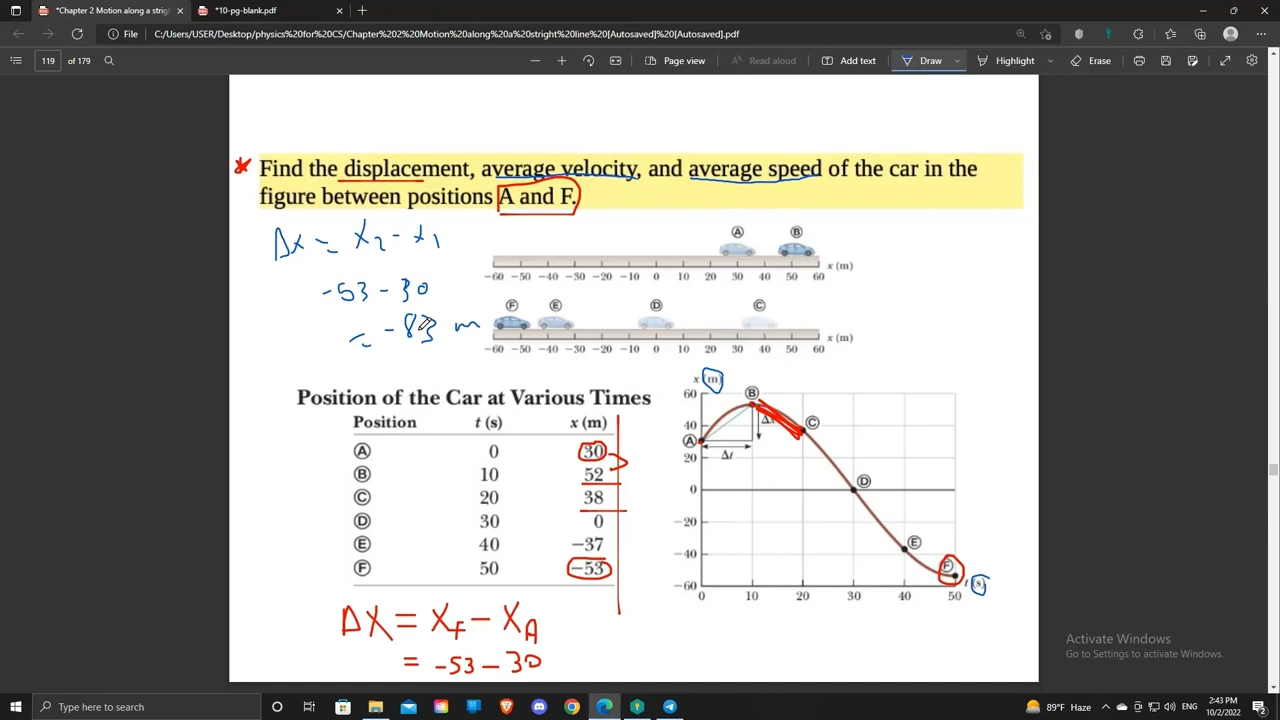 *Chapter 2 Motion along a strigh
*10-pg-blank.pdf
File C:/Users/USER/Desktop/physics%20for%20CS/Chapter%202%20Motion%20along%20a%20stright%20line%20[Autosaved]%20[Autosaved].pdf
119 of 179 Page view Read aloud Add text Draw Highlight Erase
Find the displacement, average velocity, and average speed of the car in the
figure between positions A and F.
Δx = x2 - x1
-53 - 30
= -83 m
A B
-60 -50 -40 -30 -20 -10 0 10 20 30 40 50 60 x (m)
F E D C
-60 -50 -40 -30 -20 -10 0 10 20 30 40 50 60 x (m)
Position of the Car at Various Times
Position t (s) x (m)
A 0 30
B 10 52
C 20 38
D 30 0
E 40 −37
F 50 −53
ΔX = XF - XA
= -53 - 30
x (m)
60
40
20
0
−20
−40
−60
A
B
C
D
E
F
Δt
0 10 20 30 40 50
t (s)
Activate Windows
Go to Settings to activate Windows.
Type here to search
89°F Haze
ENG
2:43 PM
10/2/2022